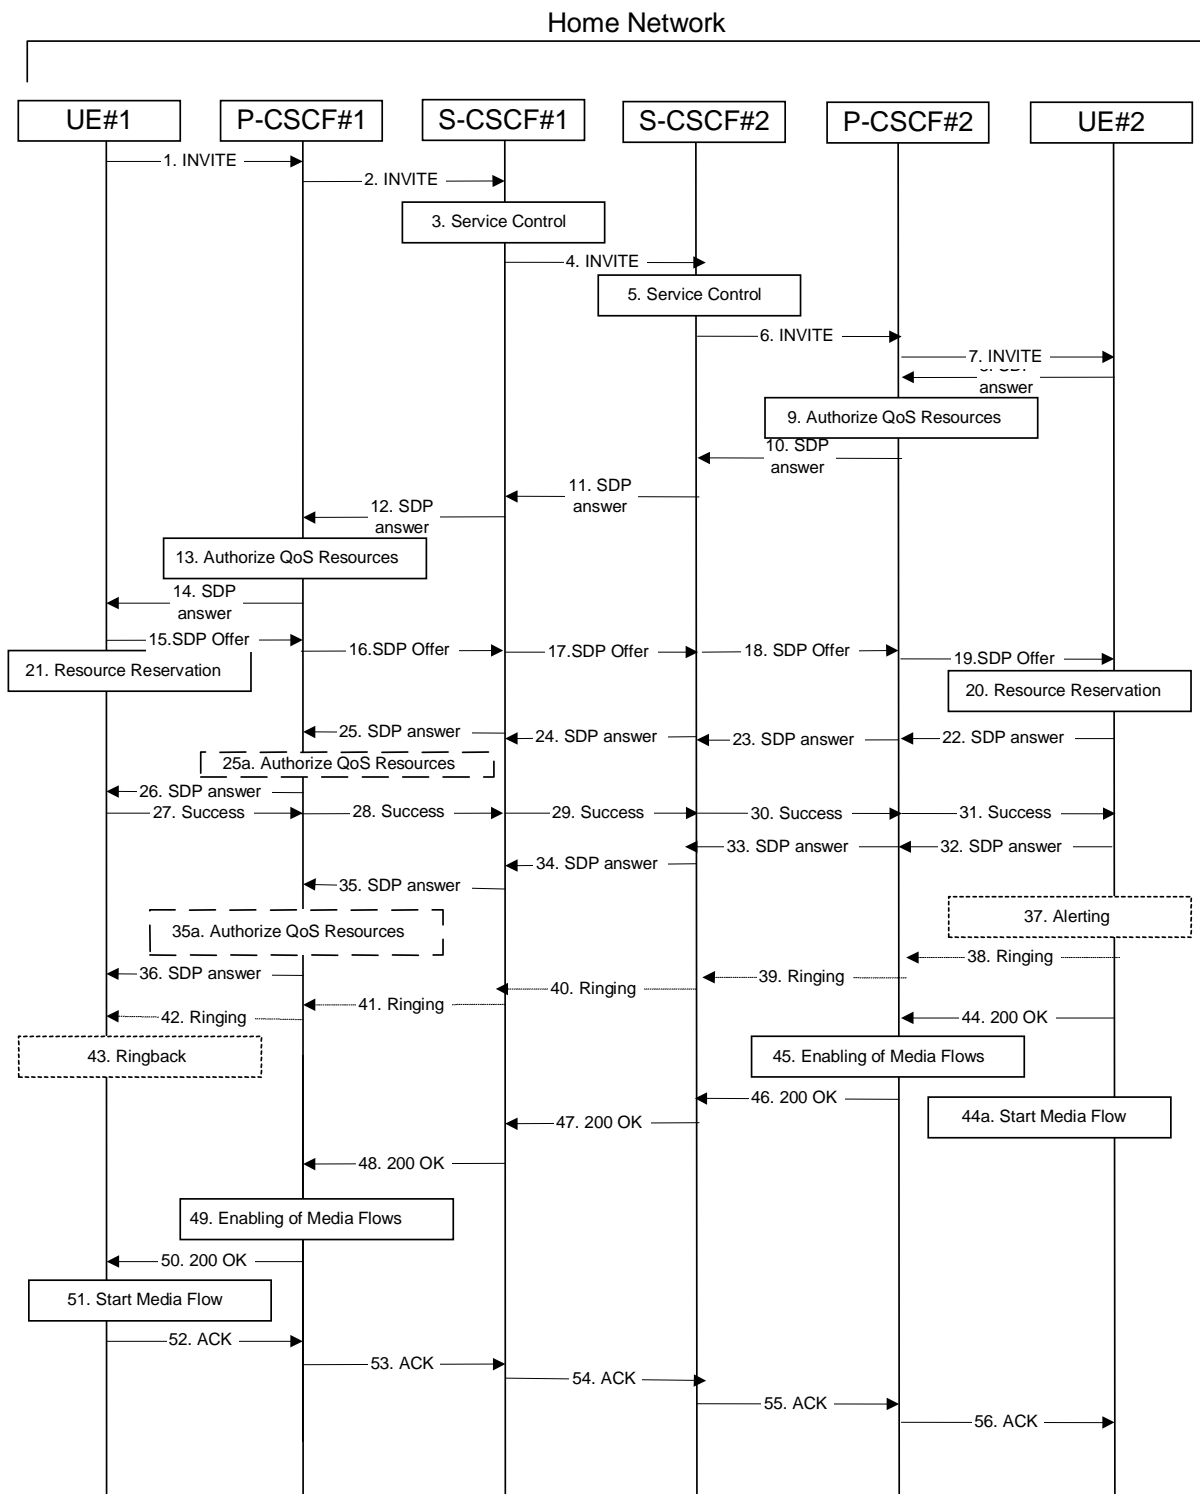 Home Network
UE#1
P-CSCF#1
S-CSCF#1
S-CSCF#2
P-CSCF#2
UE#2
1. INVITE
2. INVITE
3. Service Control
4. INVITE
5. Service Control
6. INVITE
7. INVITE
answer
9. Authorize QoS Resources
10. SDP
answer
11. SDP
answer
12. SDP
answer
13. Authorize QoS Resources
14. SDP
answer
15.SDP Offer
16.SDP Offer
17.SDP Offer
18. SDP Offer
19.SDP Offer
21. Resource Reservation
20. Resource Reservation
25. SDP answer
24. SDP answer
23. SDP answer
22. SDP answer
25a. Authorize QoS Resources
26. SDP answer
27. Success
28. Success
29. Success
30. Success
31. Success
33. SDP answer
32. SDP answer
34. SDP answer
35. SDP answer
37. Alerting
35a. Authorize QoS Resources
38. Ringing
36. SDP answer
39. Ringing
40. Ringing
41. Ringing
42. Ringing
44. 200 OK
43. Ringback
45. Enabling of Media Flows
46. 200 OK
44a. Start Media Flow
47. 200 OK
48. 200 OK
49. Enabling of Media Flows
50. 200 OK
51. Start Media Flow
52. ACK
53. ACK
54. ACK
55. ACK
56. ACK